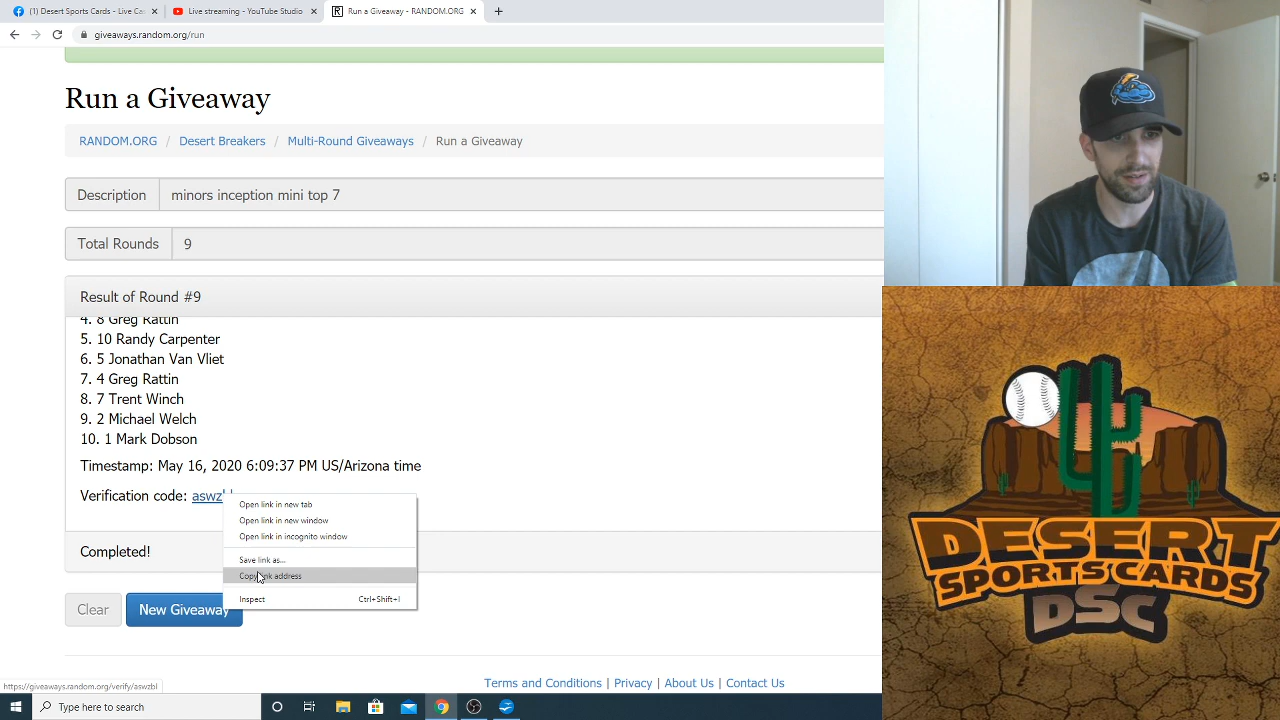 (1) Desert Sports Cards - Live Ca
Live streaming - YouTube Studio
Run a Giveaway - RANDOM.ORG
giveaways.random.org/run
Run a Giveaway
RANDOM.ORG / Desert Breakers / Multi-Round Giveaways / Run a Giveaway
Description minors inception mini top 7
Total Rounds 9
Result of Round #9
4. 8 Greg Rattin
5. 10 Randy Carpenter
6. 5 Jonathan Van Vliet
7. 4 Greg Rattin
8. 7 Trent Winch
9. 2 Michael Welch
10. 1 Mark Dobson
Timestamp: May 16, 2020 6:09:37 PM US/Arizona time
Verification code: aswzbl
Open link in new tab
Open link in new window
Open link in incognito window
Save link as...
Copy link address
Inspect Ctrl+Shift+I
Completed!
Clear
New Giveaway
https://giveaways.random.org/verify/aswzbl
Terms and Conditions | Privacy | About Us | Contact Us
Type here to search
DESERT
SPORTS CARDS
DSC